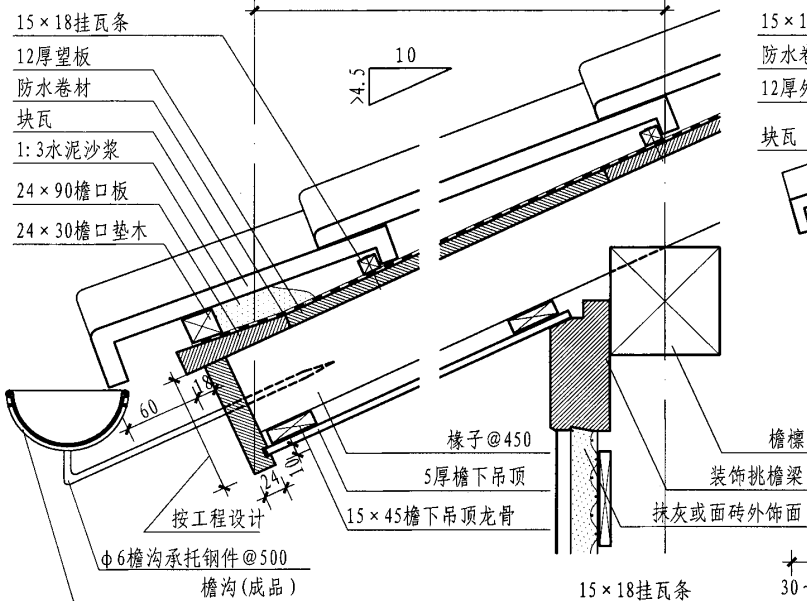 15×18挂瓦条
12厚望板
防水卷材
块瓦
1:3水泥沙浆
24×90檐口板
24×30檐口垫木
10
>4.5
15×1
防水卷
12厚外
块瓦
60
18
24
10
椽子@450
5厚檐下吊顶
15×45檐下吊顶龙骨
按工程设计
ф6檐沟承托钢件@500
檐沟(成品)
檐檩
装饰挑檐梁
抹灰或面砖外饰面
15×18挂瓦条
30~